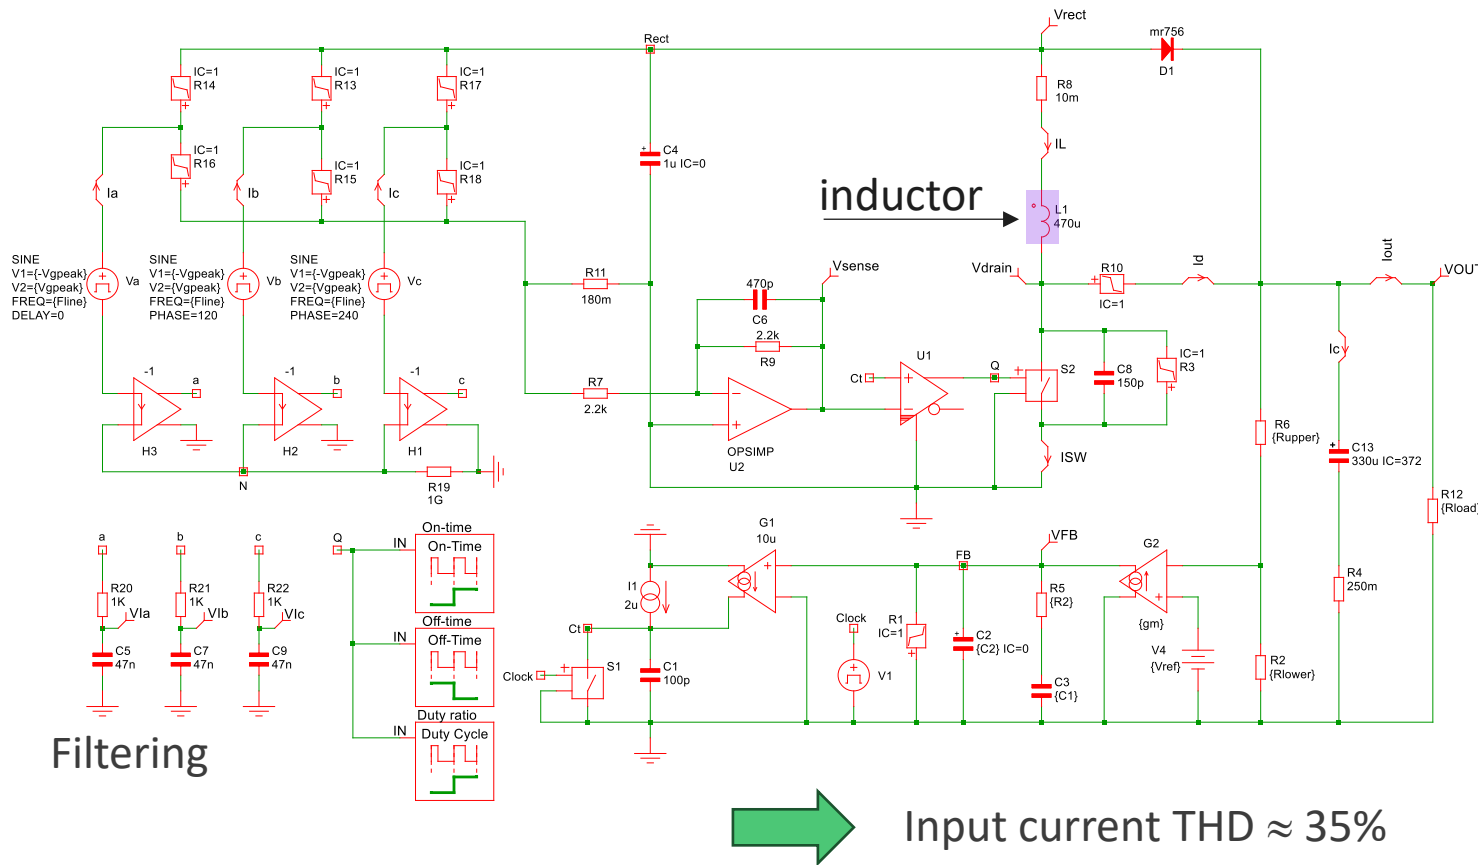 Vrect
mr756
D1
Rect
IC=1
R14
IC=1
R13
IC=1
R17
R8
10m
IC=1
R16
IC=1
R15
IC=1
R18
C4
1u IC=0
IL
inductor
L1
470u
Ia
Ib
Ic
SINE
V1={-Vgpeak}
V2={Vgpeak}
FREQ={Fline}
DELAY=0
Va
SINE
V1={-Vgpeak}
V2={Vgpeak}
FREQ={Fline}
PHASE=120
Vb
SINE
V1={-Vgpeak}
V2={Vgpeak}
FREQ={Fline}
PHASE=240
Vc
R11
180m
Vsense
470p
C6
2.2k
R9
Vdrain
R10
IC=1
Id
Iout
VOUT
-1
a
H3
-1
b
H2
-1
c
H1
R7
2.2k
OPSIMP
U2
U1
Ct
Q
S2
C8
150p
IC=1
R3
Ic
ISW
R6
{Rupper}
C13
330u IC=372
R12
{Rload}
N
R19
1G
a
b
c
Q
R20
1K
VIa
C5
47n
R21
1K
VIb
C7
47n
R22
1K
VIc
C9
47n
On-time
IN
On-Time
Off-time
IN
Off-Time
Duty ratio
IN
Duty Cycle
G1
10u
I1
2u
Ct
Clock
S1
C1
100p
Clock
V1
R1
IC=1
FB
C2
{C2} IC=0
VFB
R5
{R2}
C3
{C1}
G2
{gm}
V4
{Vref}
R2
{Rlower}
R4
250m
Filtering
Input current THD ≈ 35%